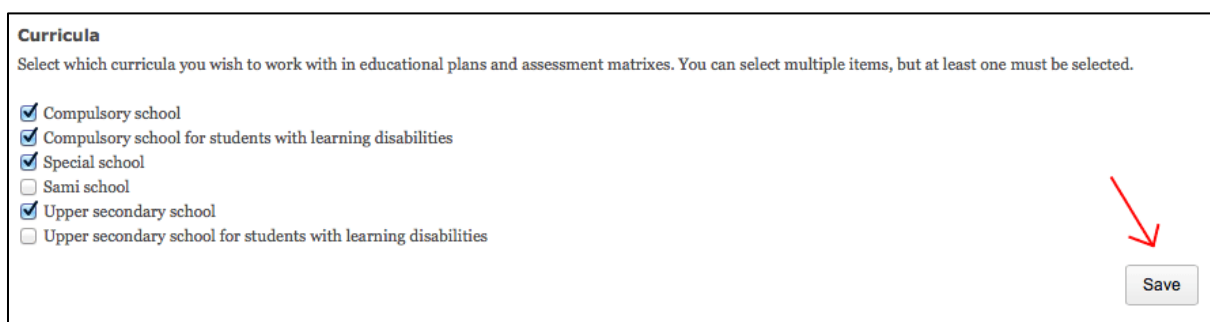 Curricula
Select which curricula you wish to work with in educational plans and assessment matrixes. You can select multiple items, but at least one must be selected.
Compulsory school
Compulsory school for students with learning disabilities
Special school
Sami school
Upper secondary school
Upper secondary school for students with learning disabilities
Save